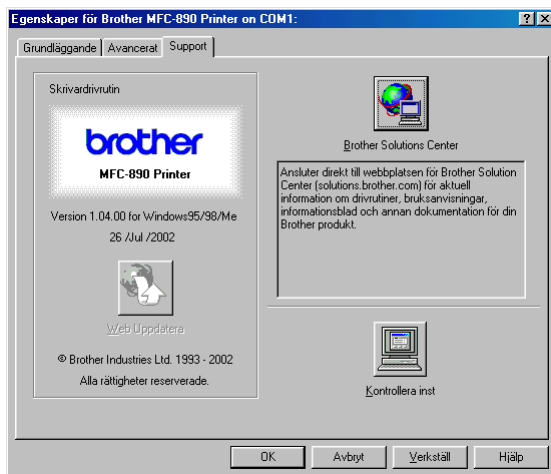 Egenskaper för Brother MFC-890 Printer on COM1:
Grundläggande
Avancerat
Support
Skrivardrivrutin
brother
MFC-890 Printer
Version 1.04.00 for Windows95/98/Me
26 /Jul /2002
Web Uppdatera
© Brother Industries Ltd. 1993 - 2002
Alla rättigheter reserverade.
Brother Solutions Center
Ansluter direkt till webbplatsen för Brother Solution
Center (solutions.brother.com) för aktuell
information om drivrutiner, bruksanvisningar,
informationsblad och annan dokumentation för din
Brother produkt.
Kontrollera inst
OK
Avbryt
Verkställ
Hjälp